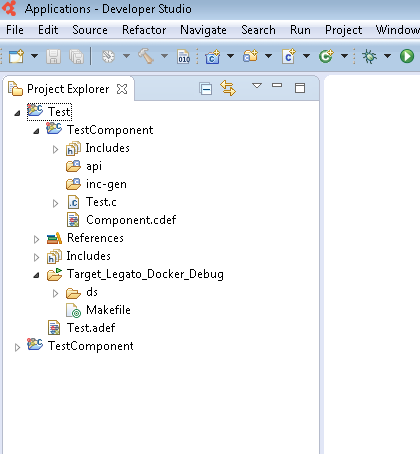 Applications - Developer Studio
File Edit Source Refactor Navigate Search Run Project Window
010
Project Explorer
Test
TestComponent
Includes
api
inc-gen
Test.c
Component.cdef
References
Includes
Target_Legato_Docker_Debug
ds
Makefile
Test.adef
TestComponent